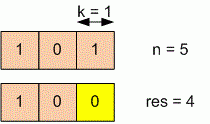 k = 1
1 0 1 n = 5
1 0 0 res = 4